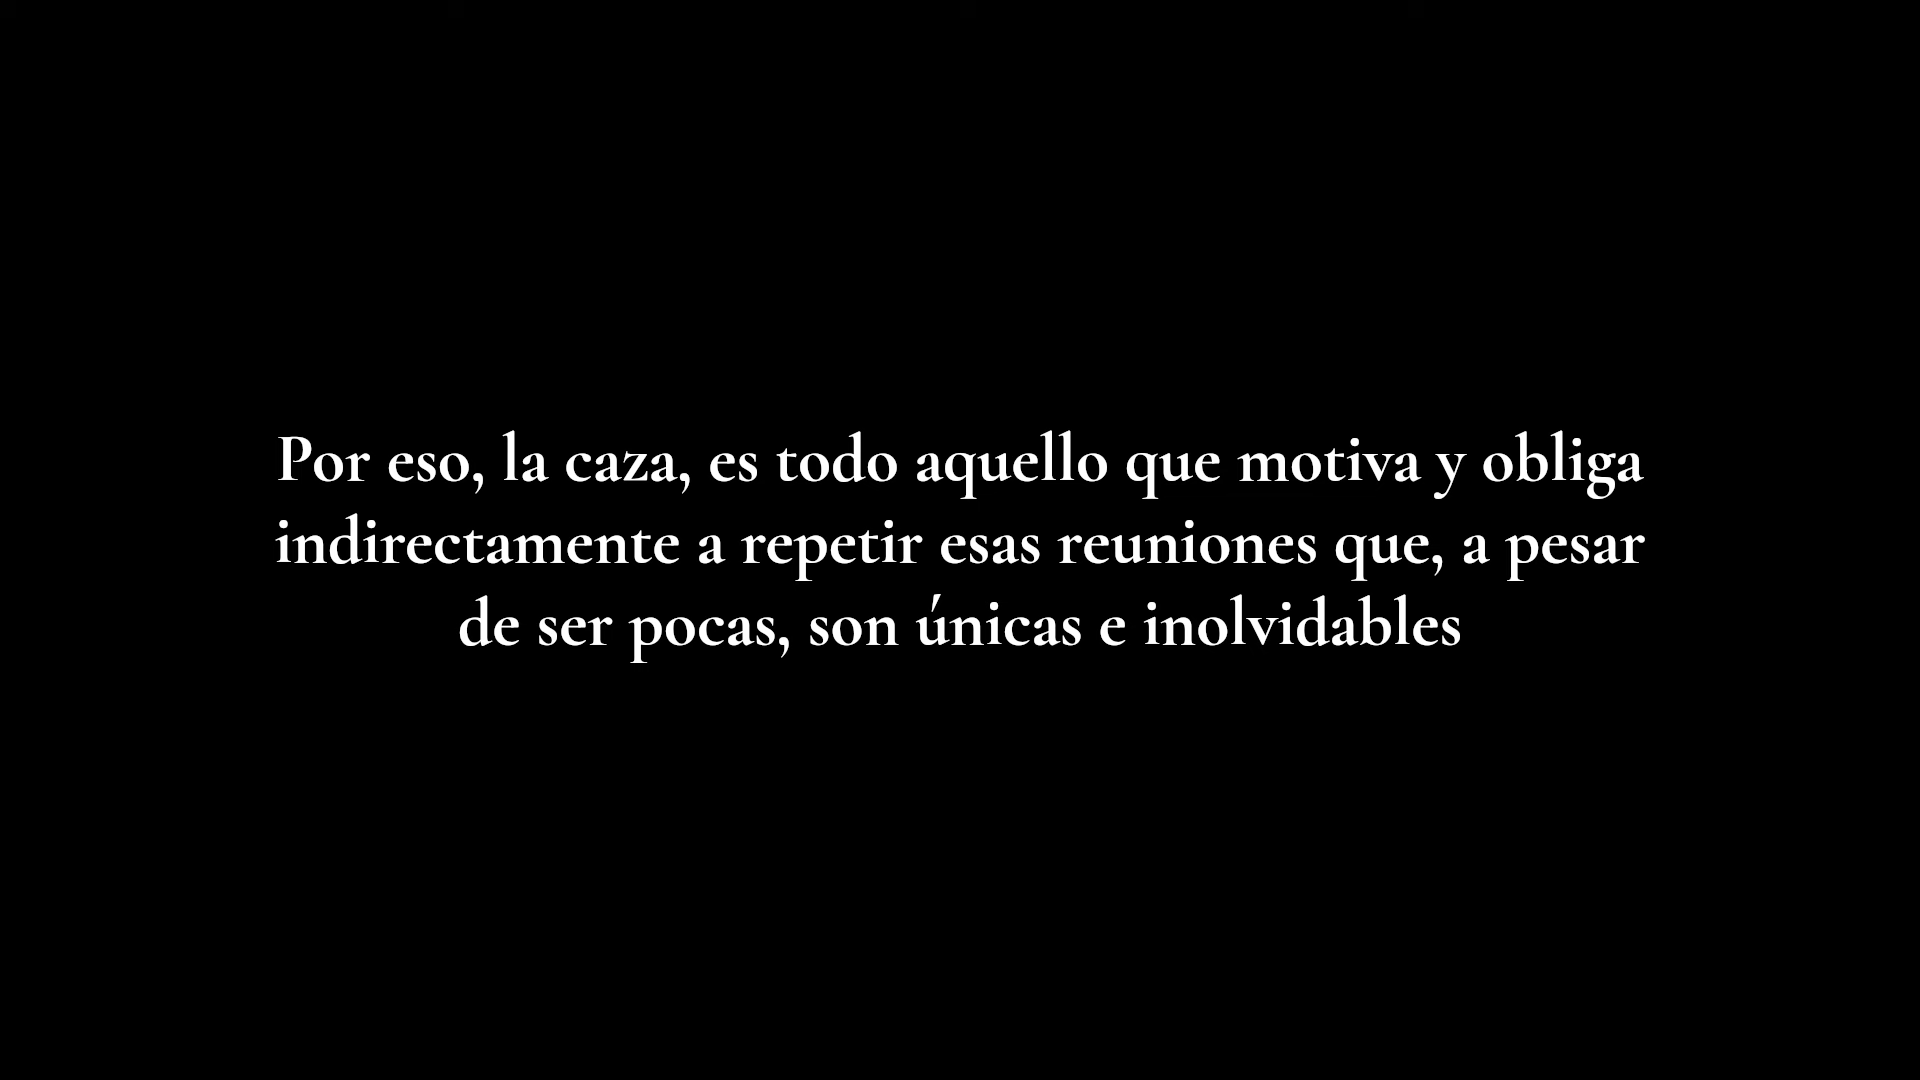 Por eso, la caza, es todo aquello que motiva y obliga
indirectamente a repetir esas reuniones que, a pesar
de ser pocas, son únicas e inolvidables